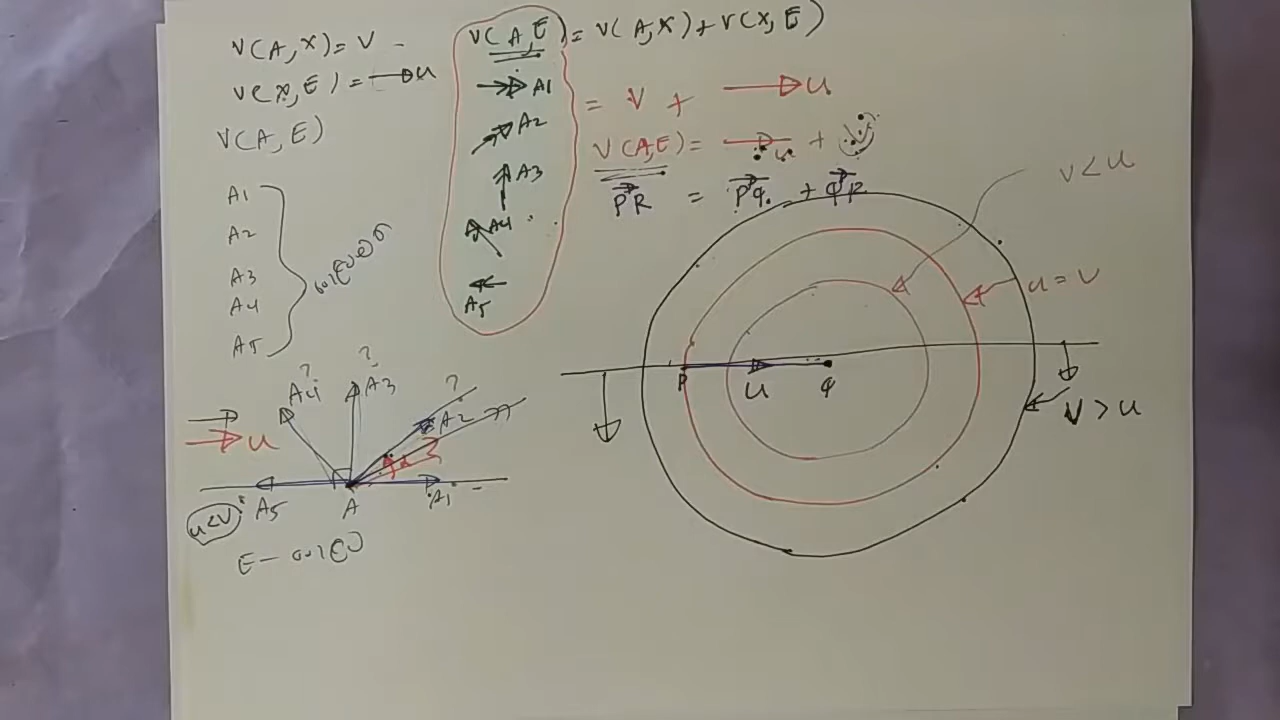 V(A,X)= V -
V(X,E)= → u
V(A,E)
A1
A2
A3
A4
A5
V(A,E)= V(A,X)+V(X,E)
A1
A2
A3
A4
A5
= V + → u
V(A,E)= → u + V
PR = PQ + QR
V<u
u=V
V>u
P
u
Q
A4
?
A3
?
A2
?
u
A5
A
A1
α
u<V
E -